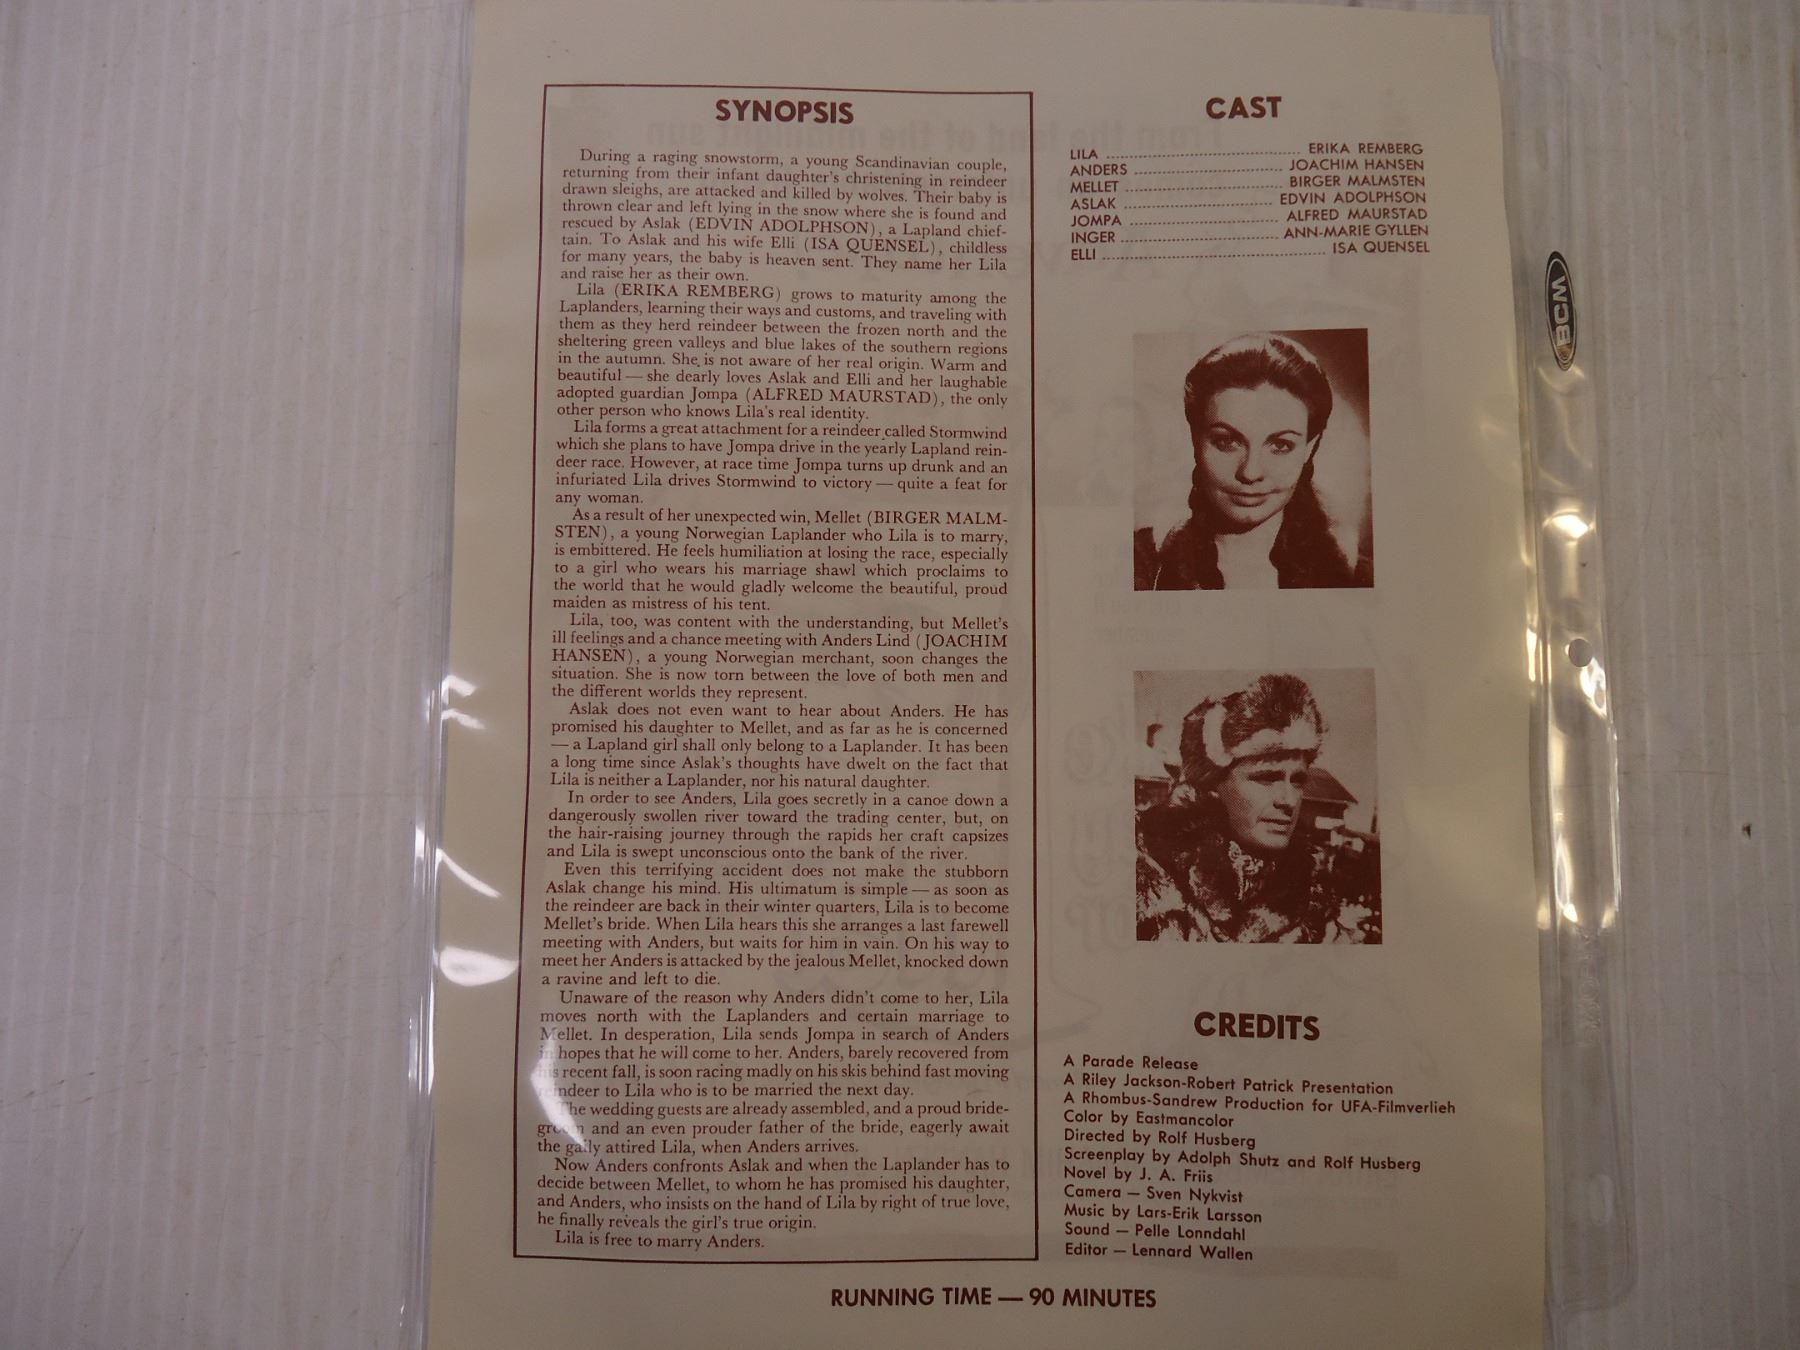 SYNOPSIS
During a raging snowstorm, a young Scandinavian couple,
returning from their infant daughter's christening in reindeer
drawn sleighs, are attacked and killed by wolves. Their baby is
thrown clear and left lying in the snow where she is found and
rescued by Aslak (EDVIN ADOLPHSON), a Lapland chief-
tain. To Aslak and his wife Elli (ISA QUENSEL), childless
for many years, the baby is heaven sent. They name her Lila
and raise her as their own.
Lila (ERIKA REMBERG) grows to maturity among the
Laplanders, learning their ways and customs, and traveling with
them as they herd reindeer between the frozen north and the
sheltering green valleys and blue lakes of the southern regions
in the autumn. She is not aware of her real origin. Warm and
beautiful — she dearly loves Aslak and Elli and her laughable
adopted guardian Jompa (ALFRED MAURSTAD), the only
other person who knows Lila's real identity.
Lila forms a great attachment for a reindeer called Stormwind
which she plans to have Jompa drive in the yearly Lapland rein-
deer race. However, at race time Jompa turns up drunk and an
infuriated Lila drives Stormwind to victory — quite a feat for
any woman.
As a result of her unexpected win, Mellet (BIRGER MALM-
STEN), a young Norwegian Laplander who Lila is to marry,
is embittered. He feels humiliation at losing the race, especially
to a girl who wears his marriage shawl which proclaims to
the world that he would gladly welcome the beautiful, proud
maiden as mistress of his tent.
Lila, too, was content with the understanding, but Mellet's
ill feelings and a chance meeting with Anders Lind (JOACHIM
HANSEN), a young Norwegian merchant, soon changes the
situation. She is now torn between the love of both men and
the different worlds they represent.
Aslak does not even want to hear about Anders. He has
promised his daughter to Mellet, and as far as he is concerned
— a Lapland girl shall only belong to a Laplander. It has been
a long time since Aslak's thoughts have dwelt on the fact that
Lila is neither a Laplander, nor his natural daughter.
In order to see Anders, Lila goes secretly in a canoe down a
dangerously swollen river toward the trading center, but, on
the hair-raising journey through the rapids her craft capsizes
and Lila is swept unconscious onto the bank of the river.
Even this terrifying accident does not make the stubborn
Aslak change his mind. His ultimatum is simple — as soon as
the reindeer are back in their winter quarters, Lila is to become
Mellet's bride. When Lila hears this she arranges a last farewell
meeting with Anders, but waits for him in vain. On his way to
meet her Anders is attacked by the jealous Mellet, knocked down
a ravine and left to die.
Unaware of the reason why Anders didn't come to her, Lila
moves north with the Laplanders and certain marriage to
Mellet. In desperation, Lila sends Jompa in search of Anders
in hopes that he will come to her. Anders, barely recovered from
his recent fall, is soon racing madly on his skis behind fast moving
reindeer to Lila who is to be married the next day.
The wedding guests are already assembled, and a proud bride-
groom and an even prouder father of the bride, eagerly await
the gaily attired Lila, when Anders arrives.
Now Anders confronts Aslak and when the Laplander has to
decide between Mellet, to whom he has promised his daughter,
and Anders, who insists on the hand of Lila by right of true love,
he finally reveals the girl's true origin.
Lila is free to marry Anders.
CAST
LILA ........ ERIKA REMBERG
ANDERS ........ JOACHIM HANSEN
MELLET ........ BIRGER MALMSTEN
ASLAK ........ EDVIN ADOLPHSON
JOMPA ........ ALFRED MAURSTAD
INGER ........ ANN-MARIE GYLLEN
ELLI ........ ISA QUENSEL
CREDITS
A Parade Release
A Riley Jackson-Robert Patrick Presentation
A Rhombus-Sandrew Production for UFA-Filmverlieh
Color by Eastmancolor
Directed by Rolf Husberg
Screenplay by Adolph Shutz and Rolf Husberg
Novel by J. A. Friis
Camera — Sven Nykvist
Music by Lars-Erik Larsson
Sound — Pelle Lonndahl
Editor — Lennard Wallen
RUNNING TIME — 90 MINUTES
BCW